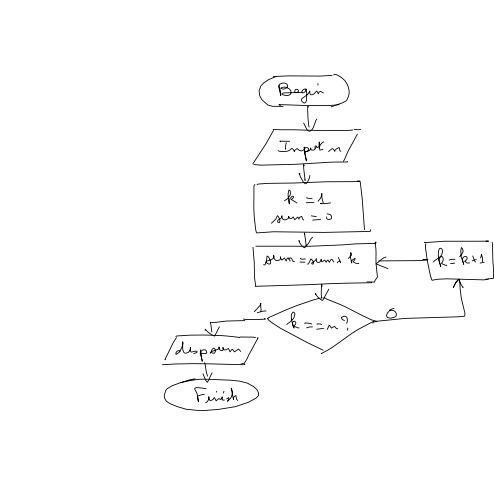 Begin
Input n
k = 1
sum = 0
sum = sum + k
k = k + 1
k == n?
1
0
disp sum
Finish